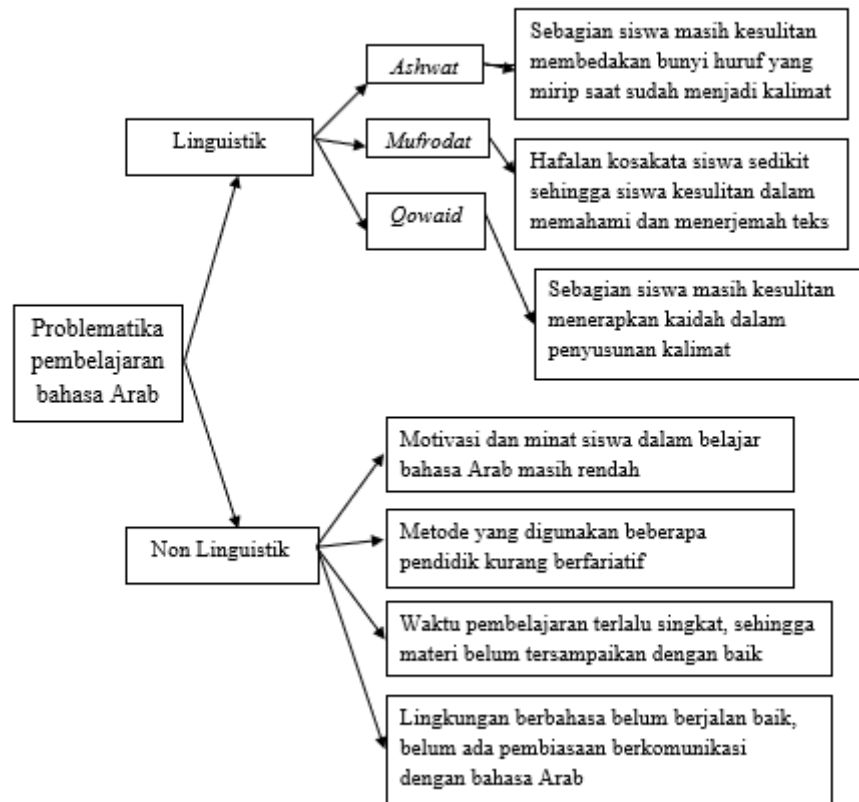 Problematika
pembelajaran
bahasa Arab
Linguistik
Ashwat
Sebagian siswa masih kesulitan
membedakan bunyi huruf yang
mirip saat sudah menjadi kalimat
Mufrodat
Hafalan kosakata siswa sedikit
sehingga siswa kesulitan dalam
memahami dan menerjemah teks
Qowaid
Sebagian siswa masih kesulitan
menerapkan kaidah dalam
penyusunan kalimat
Non Linguistik
Motivasi dan minat siswa dalam belajar
bahasa Arab masih rendah
Metode yang digunakan beberapa
pendidik kurang berfariatif
Waktu pembelajaran terlalu singkat, sehingga
materi belum tersampaikan dengan baik
Lingkungan berbahasa belum berjalan baik,
belum ada pembiasaan berkomunikasi
dengan bahasa Arab